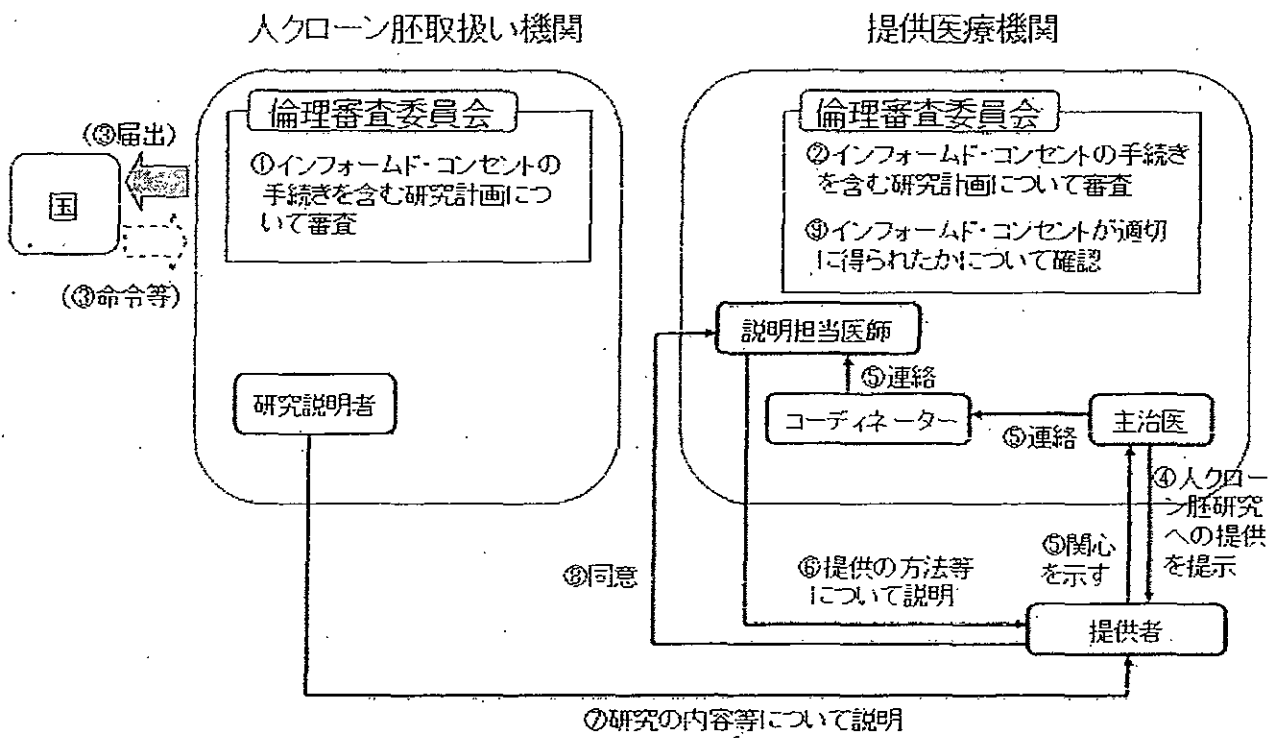 人クローン胚取扱い機関
提供医療機関
倫理審査委員会
①インフォームド・コンセントの
手続きを含む研究計画につ
いて審査
(③届出)
国
(③命令等)
研究説明者
倫理審査委員会
②インフォームド・コンセントの手続き
を含む研究計画について審査
⑨インフォームド・コンセントが適切
に得られたかについて確認
説明担当医師
⑤連絡
コーディネーター
⑤連絡
主治医
④人クロー
ン胚研究
への提供
を提示
⑤関心
を示す
⑥提供の方法等
について説明
⑧同意
提供者
⑦研究の内容等について説明